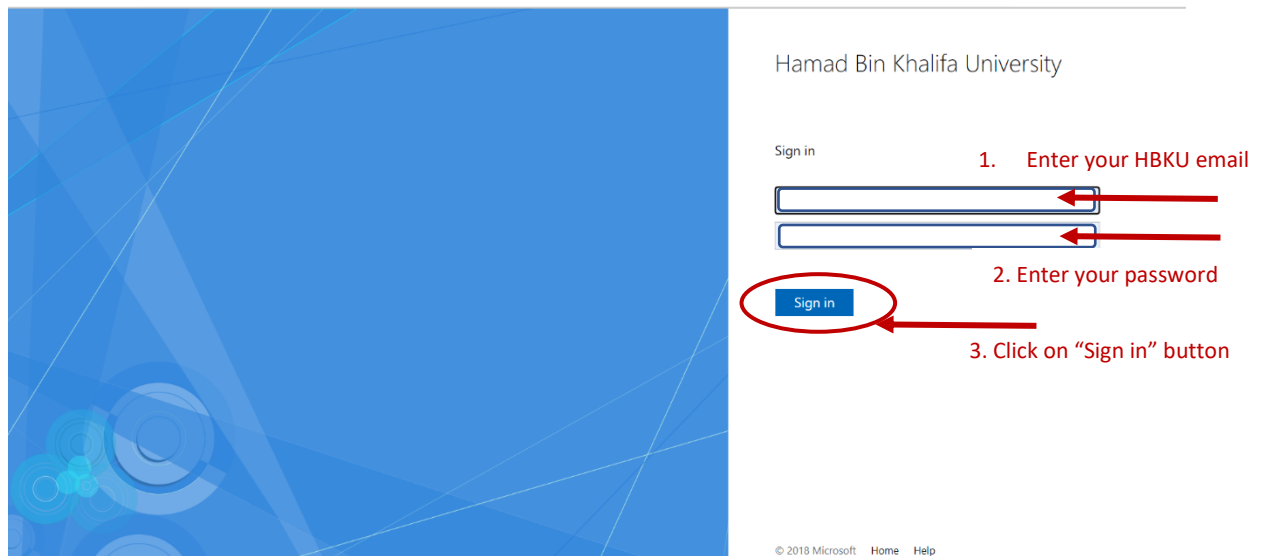 Hamad Bin Khalifa University
Sign in
1. Enter your HBKU email
2. Enter your password
Sign in
3. Click on “Sign in” button
© 2018 Microsoft Home Help